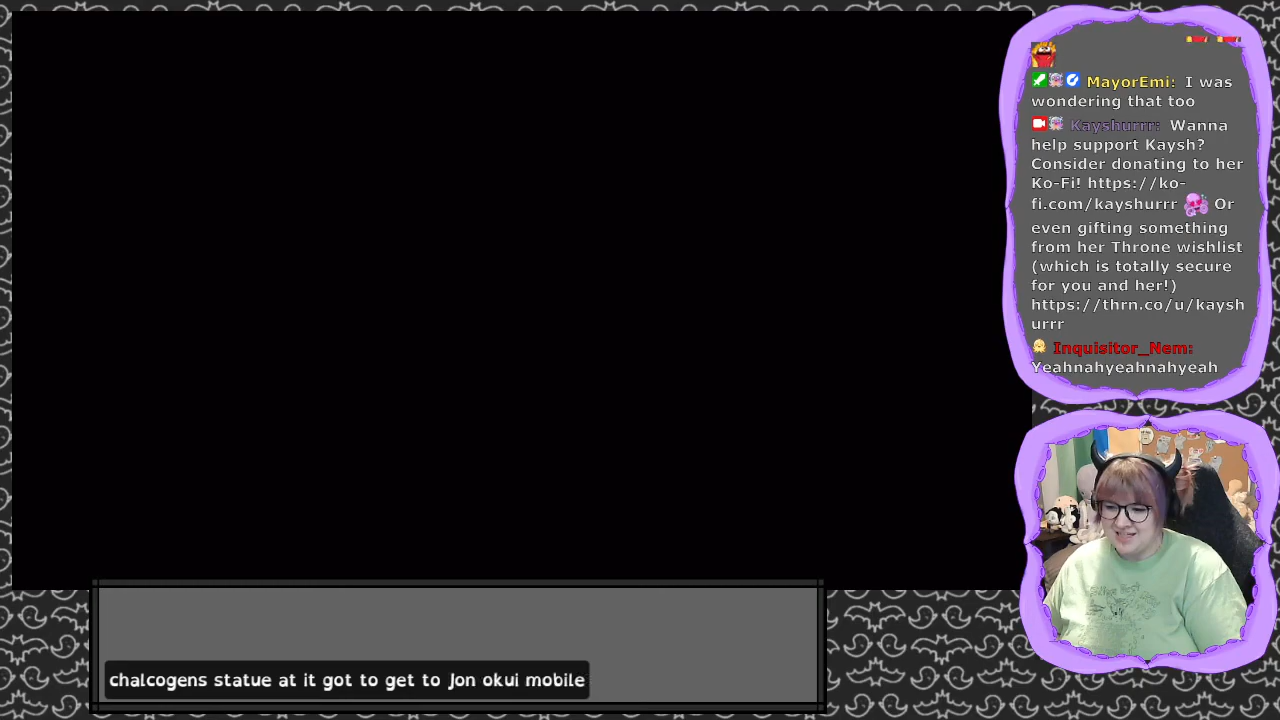 MayorEmi: I was
wondering that too
Kayshurrr: Wanna
help support Kaysh?
Consider donating to her
Ko-Fi! https://ko-
fi.com/kayshurrr Or
even gifting something
from her Throne wishlist
(which is totally secure
for you and her!)
https://thrn.co/u/kaysh
urrr
Inquisitor_Nem:
Yeahnahyeahnahyeah
chalcogens statue at it got to get to Jon okui mobile